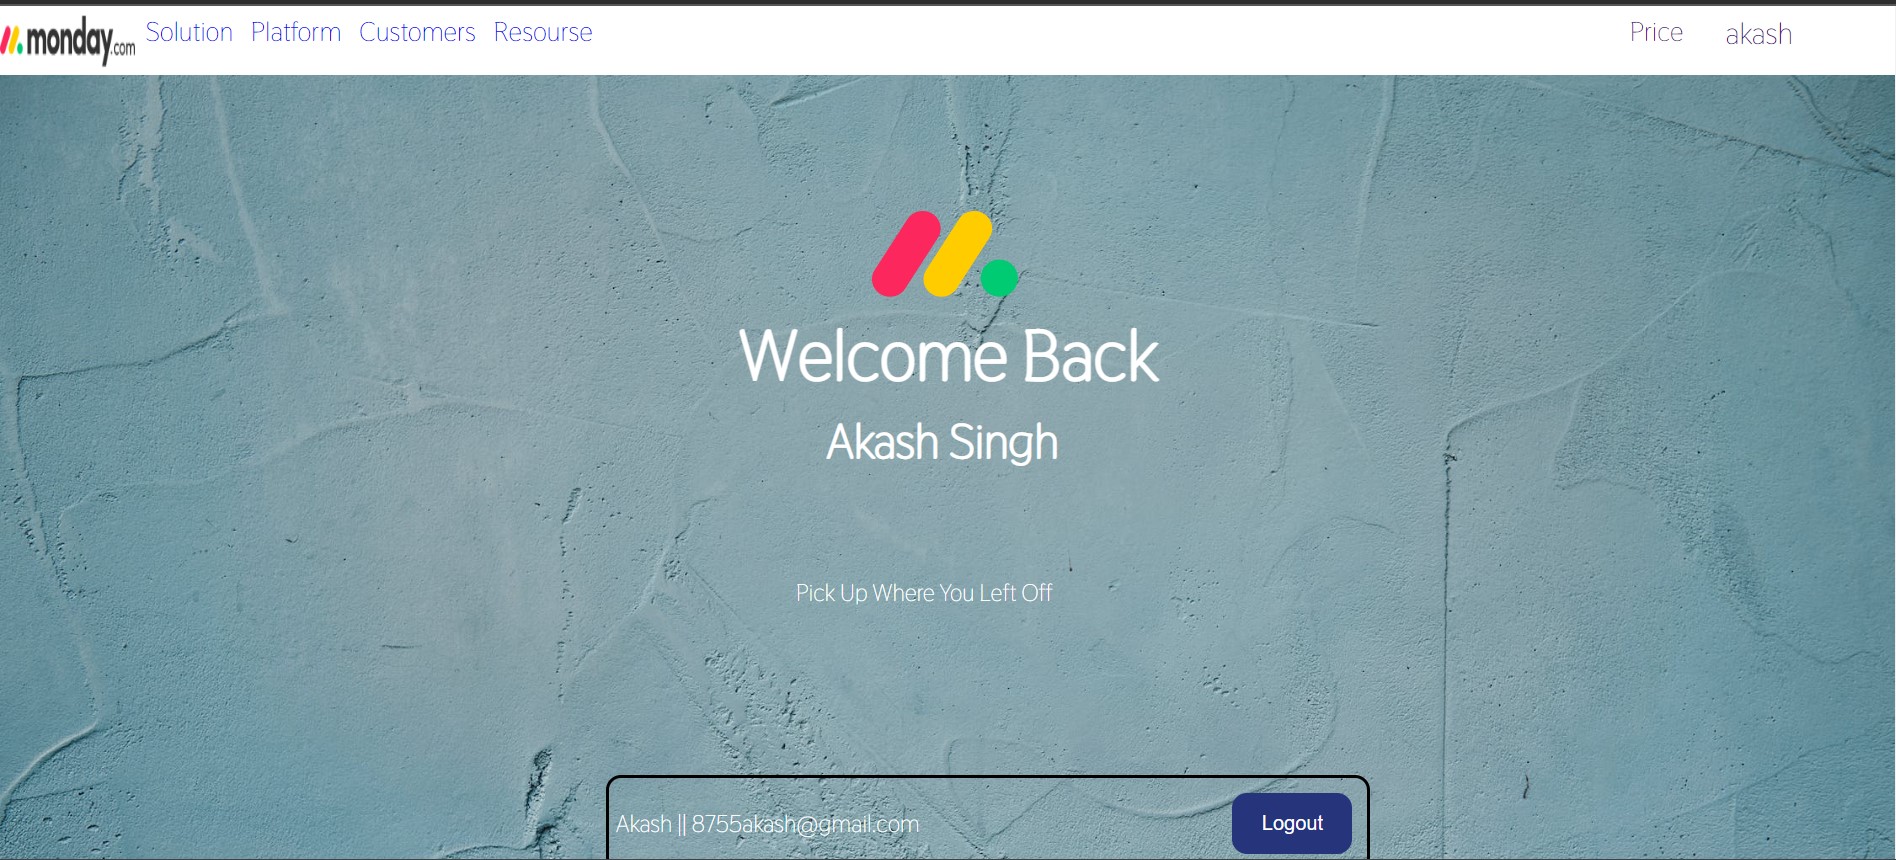 monday.com Solution Platform Customers Resourse Price akash
Welcome Back
Akash Singh
Pick Up Where You Left Off
Akash || 8755akash@gmail.com Logout